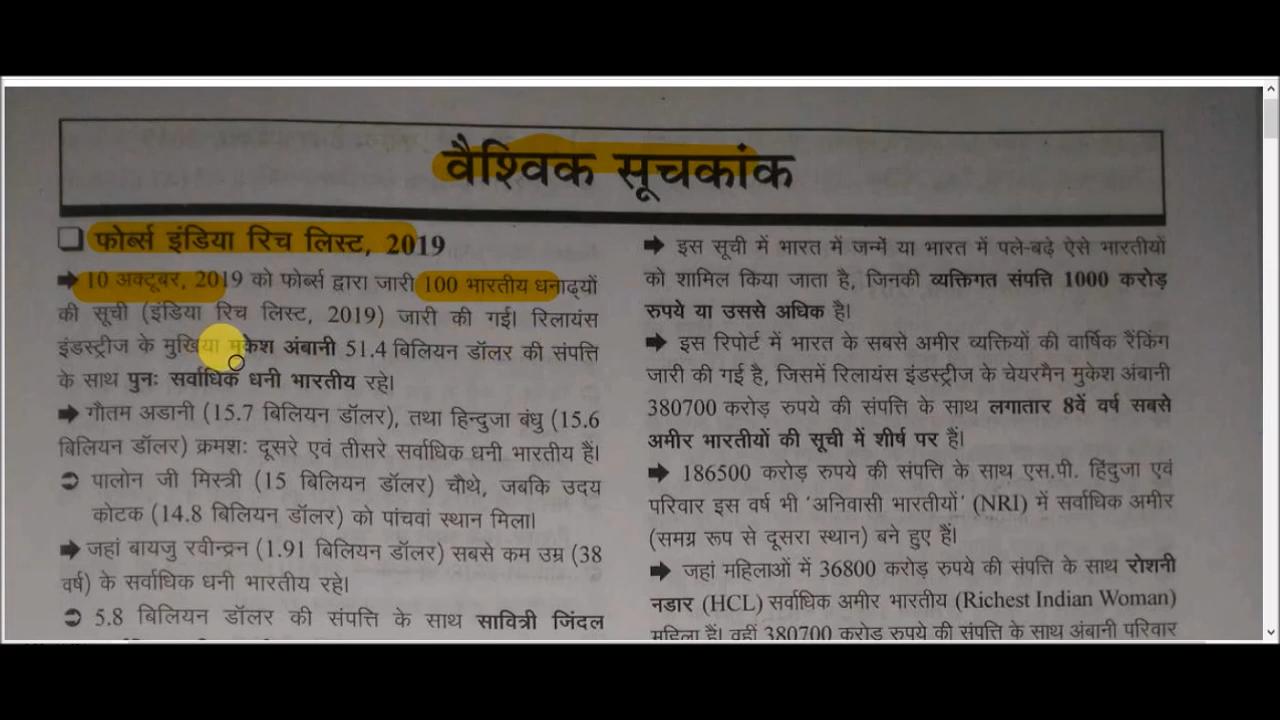 वैश्विक सूचकांक
❑ फोर्ब्स इंडिया रिच लिस्ट, 2019
➡ 10 अक्टूबर, 2019 को फोर्ब्स द्वारा जारी 100 भारतीय धनाढ्यों
की सूची (इंडिया रिच लिस्ट, 2019) जारी की गई। रिलायंस
इंडस्ट्रीज के मुखिया मुकेश अंबानी 51.4 बिलियन डॉलर की संपत्ति
के साथ पुनः सर्वाधिक धनी भारतीय रहे।
➡ गौतम अडानी (15.7 बिलियन डॉलर), तथा हिन्दुजा बंधु (15.6
बिलियन डॉलर) क्रमशः दूसरे एवं तीसरे सर्वाधिक धनी भारतीय हैं।
⊃ पालोन जी मिस्त्री (15 बिलियन डॉलर) चौथे, जबकि उदय
कोटक (14.8 बिलियन डॉलर) को पांचवां स्थान मिला।
➡ जहां बायजु रवीन्द्रन (1.91 बिलियन डॉलर) सबसे कम उम्र (38
वर्ष) के सर्वाधिक धनी भारतीय रहे।
⊃ 5.8 बिलियन डॉलर की संपत्ति के साथ सावित्री जिंदल
➡ इस सूची में भारत में जन्में या भारत में पले-बढ़े ऐसे भारतीयों
को शामिल किया जाता है, जिनकी व्यक्तिगत संपत्ति 1000 करोड़
रुपये या उससे अधिक है।
➡ इस रिपोर्ट में भारत के सबसे अमीर व्यक्तियों की वार्षिक रैंकिंग
जारी की गई है, जिसमें रिलायंस इंडस्ट्रीज के चेयरमैन मुकेश अंबानी
380700 करोड़ रुपये की संपत्ति के साथ लगातार 8वें वर्ष सबसे
अमीर भारतीयों की सूची में शीर्ष पर हैं।
➡ 186500 करोड़ रुपये की संपत्ति के साथ एस.पी. हिंदुजा एवं
परिवार इस वर्ष भी ‘अनिवासी भारतीयों’ (NRI) में सर्वाधिक अमीर
(समग्र रूप से दूसरा स्थान) बने हुए हैं।
➡ जहां महिलाओं में 36800 करोड़ रुपये की संपत्ति के साथ रोशनी
नडार (HCL) सर्वाधिक अमीर भारतीय (Richest Indian Woman)
महिला हैं। वहीं 380700 करोड़ रुपये की संपत्ति के साथ अंबानी परिवार